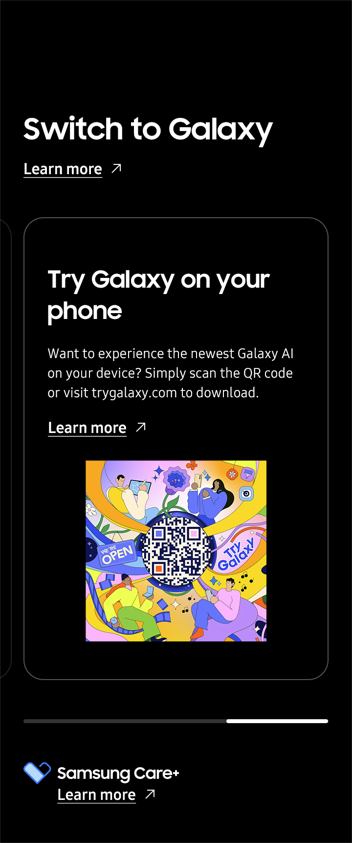 Switch to Galaxy
Learn more
Try Galaxy on your
phone
Want to experience the newest Galaxy AI
on your device? Simply scan the QR code
or visit trygalaxy.com to download.
Learn more
WE'RE
OPEN
Try
Galaxy
Samsung Care+
Learn more